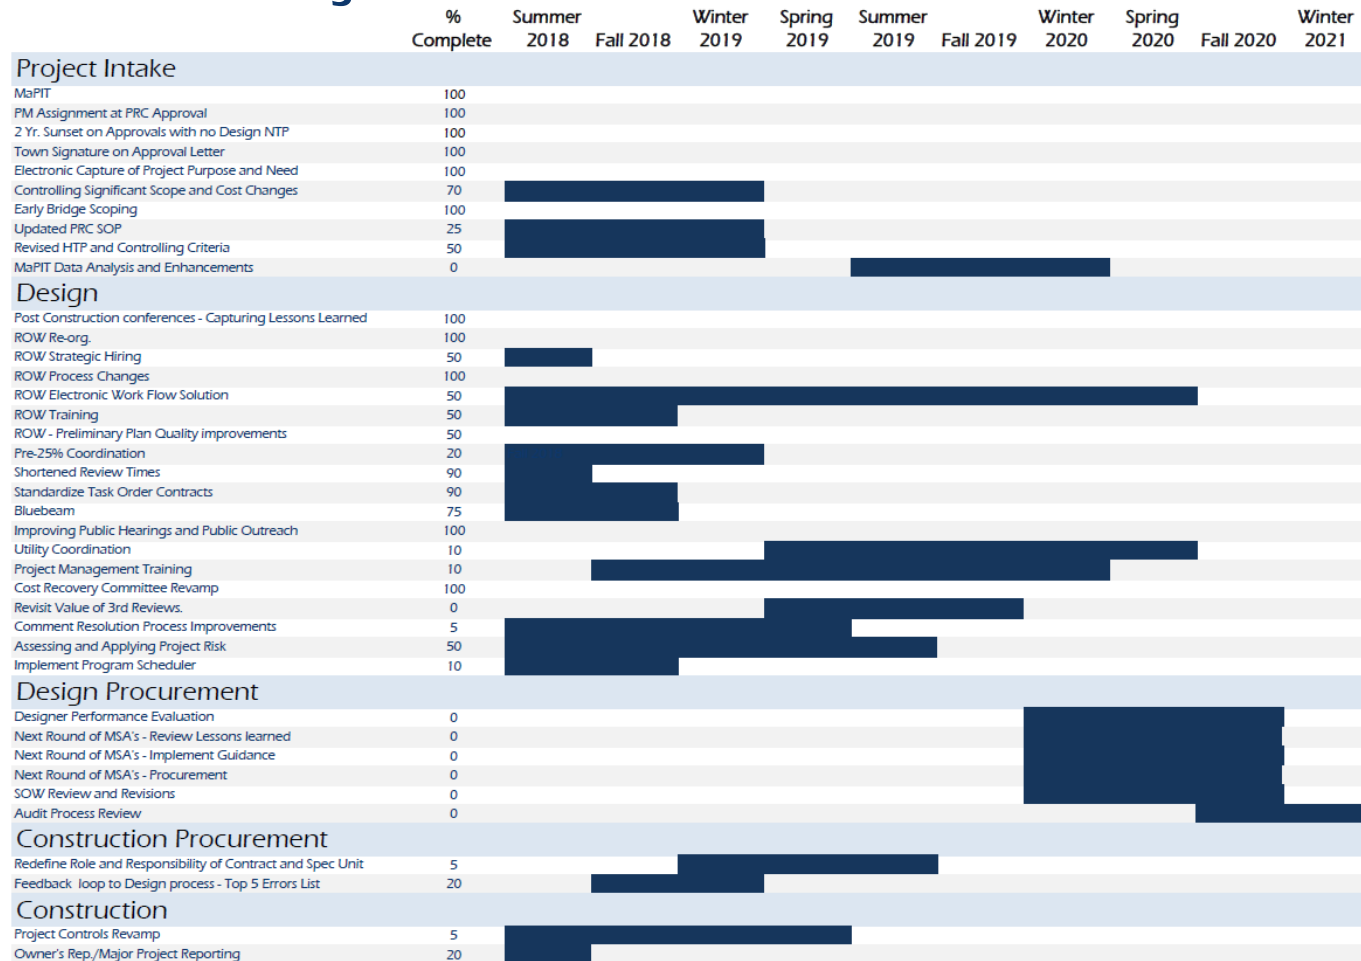 % Complete Summer 2018 Fall 2018 Winter 2019 Spring 2019 Summer 2019 Fall 2019 Winter 2020 Spring 2020 Fall 2020 Winter 2021
Project Intake
MaPIT 100
PM Assignment at PRC Approval 100
2 Yr. Sunset on Approvals with no Design NTP 100
Town Signature on Approval Letter 100
Electronic Capture of Project Purpose and Need 100
Controlling Significant Scope and Cost Changes 70
Early Bridge Scoping 100
Updated PRC SOP 25
Revised HTP and Controlling Criteria 50
MaPIT Data Analysis and Enhancements 0
Design
Post Construction conferences - Capturing Lessons Learned 100
ROW Re-org. 100
ROW Strategic Hiring 50
ROW Process Changes 100
ROW Electronic Work Flow Solution 50
ROW Training 50
ROW - Preliminary Plan Quality improvements 50
Pre-25% Coordination 20
Shortened Review Times 90
Standardize Task Order Contracts 90
Bluebeam 75
Improving Public Hearings and Public Outreach 100
Utility Coordination 10
Project Management Training 10
Cost Recovery Committee Revamp 100
Revisit Value of 3rd Reviews. 0
Comment Resolution Process Improvements 5
Assessing and Applying Project Risk 50
Implement Program Scheduler 10
Design Procurement
Designer Performance Evaluation 0
Next Round of MSA's - Review Lessons learned 0
Next Round of MSA's - Implement Guidance 0
Next Round of MSA's - Procurement 0
SOW Review and Revisions 0
Audit Process Review 0
Construction Procurement
Redefine Role and Responsibility of Contract and Spec Unit 5
Feedback loop to Design process - Top 5 Errors List 20
Construction
Project Controls Revamp 5
Owner's Rep./Major Project Reporting 20